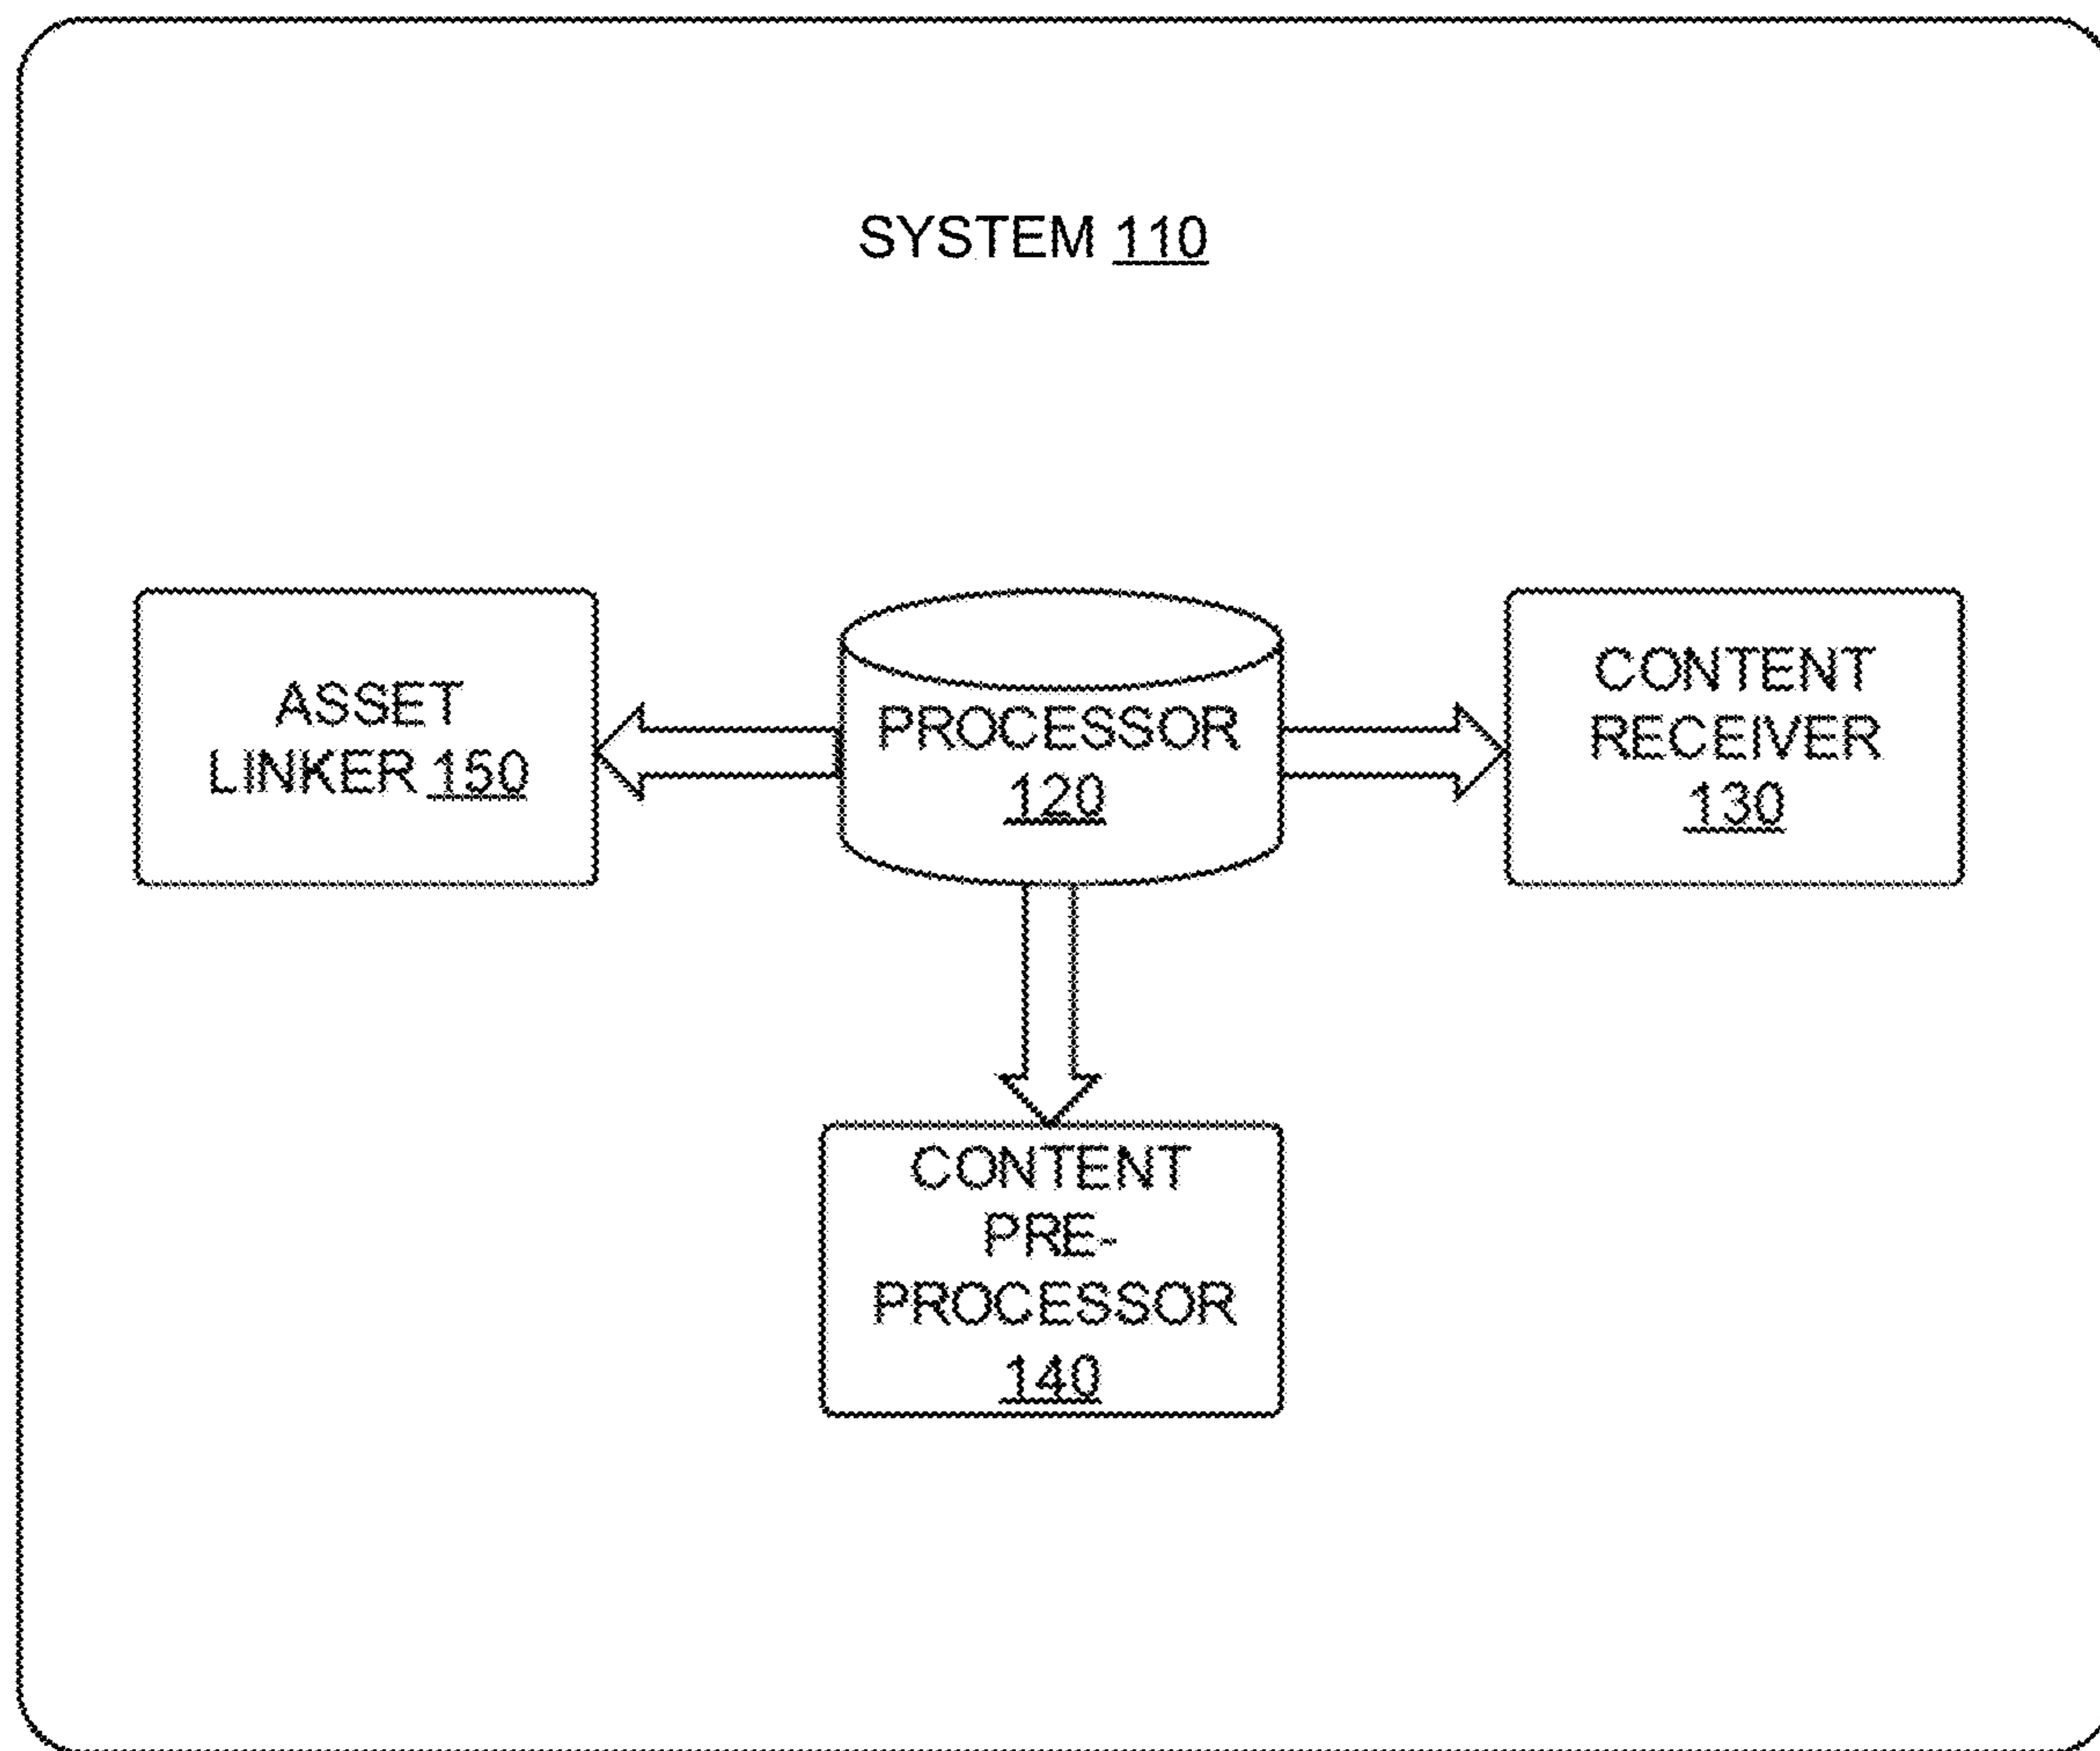 SYSTEM 110
ASSET
LINKER 150
PROCESSOR
120
CONTENT
RECEIVER
130
CONTENT
PRE-
PROCESSOR
140